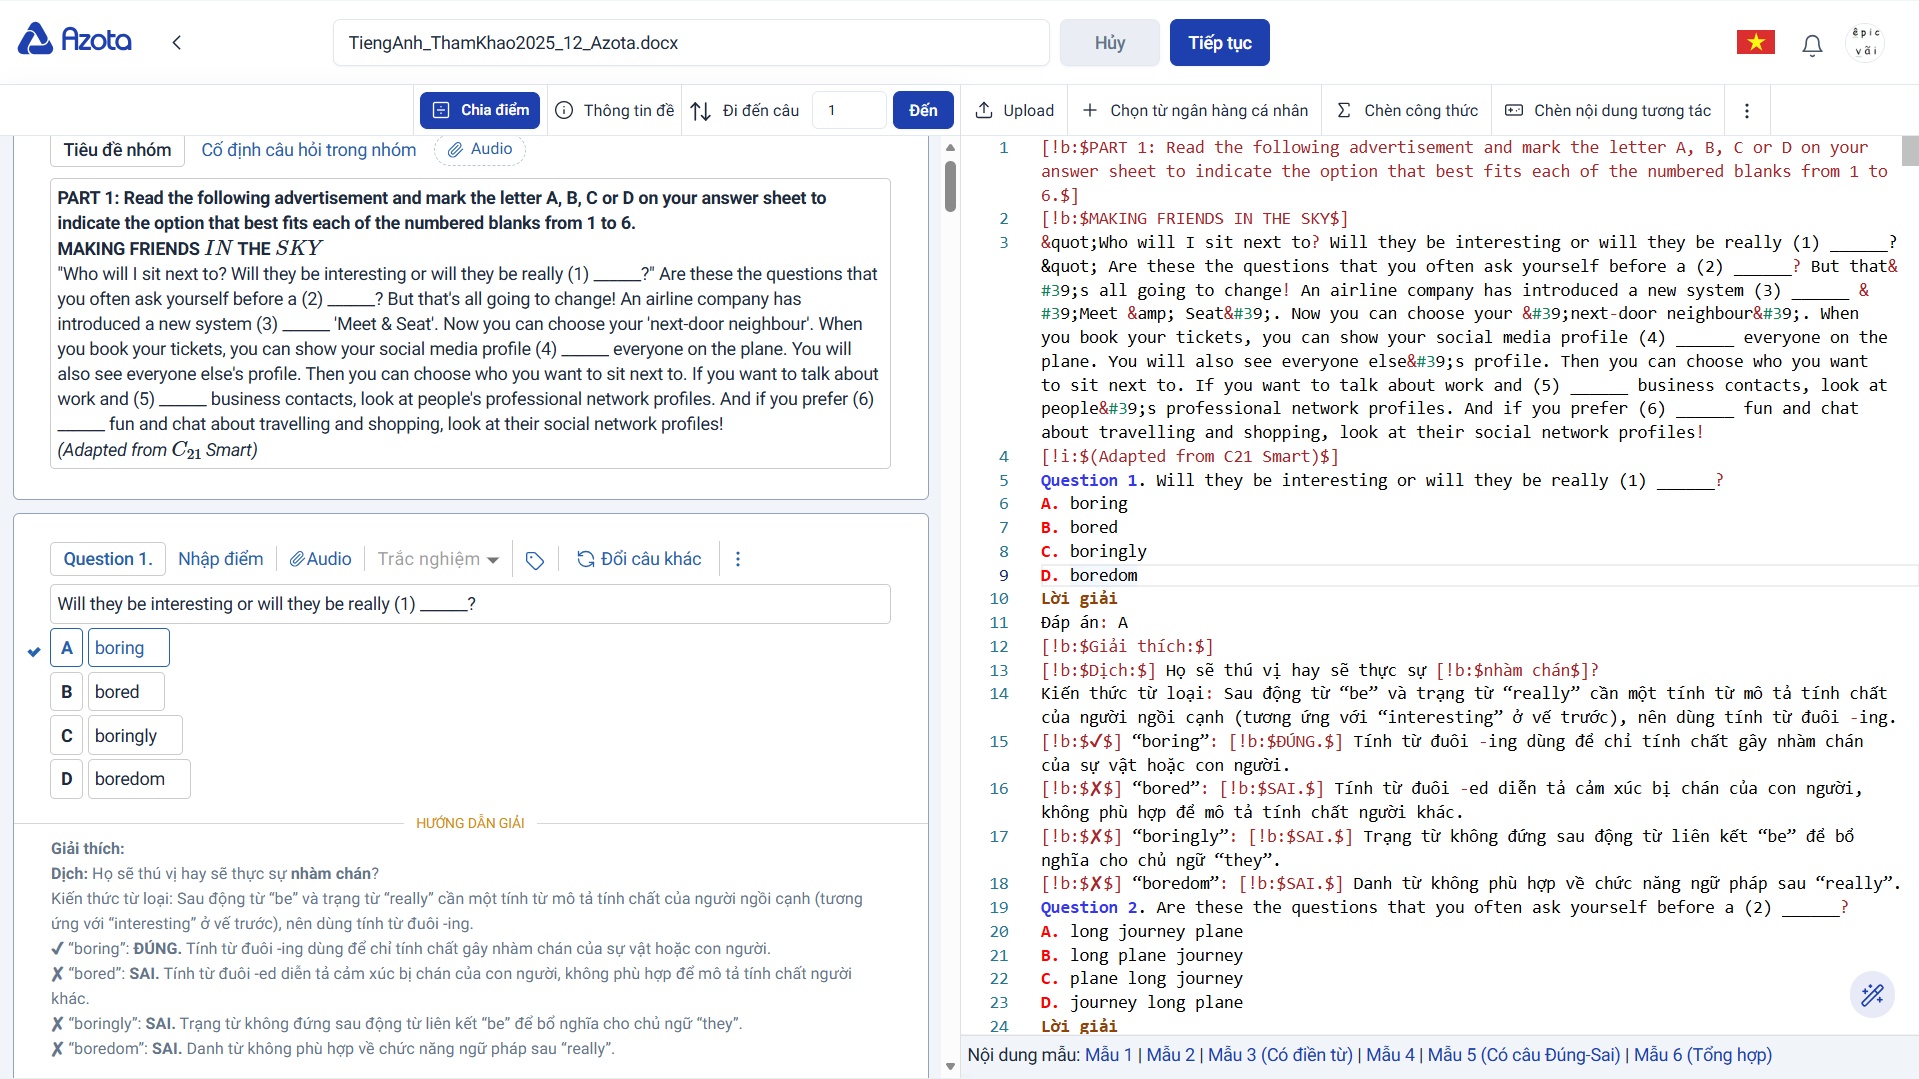 Azota
TiengAnh_ThamKhao2025_12_Azota.docx
Hủy
Tiếp tục
êpic
vãi
Chia điểm
Thông tin đề
Đi đến câu
1
Đến
Upload
Chọn từ ngân hàng cá nhân
Chèn công thức
Chèn nội dung tương tác
Tiêu đề nhóm
Cố định câu hỏi trong nhóm
Audio
PART 1: Read the following advertisement and mark the letter A, B, C or D on your answer sheet to
indicate the option that best fits each of the numbered blanks from 1 to 6.
MAKING FRIENDS IN THE SKY
"Who will I sit next to? Will they be interesting or will they be really (1) ______?" Are these the questions that
you often ask yourself before a (2) ______? But that's all going to change! An airline company has
introduced a new system (3) ______ 'Meet & Seat'. Now you can choose your 'next-door neighbour'. When
you book your tickets, you can show your social media profile (4) ______ everyone on the plane. You will
also see everyone else's profile. Then you can choose who you want to sit next to. If you want to talk about
work and (5) ______ business contacts, look at people's professional network profiles. And if you prefer (6)
______ fun and chat about travelling and shopping, look at their social network profiles!
(Adapted from C21 Smart)
Question 1.
Nhập điểm
Audio
Trắc nghiệm
Đổi câu khác
Will they be interesting or will they be really (1) ______?
A boring
B bored
C boringly
D boredom
HƯỚNG DẪN GIẢI
Giải thích:
Dịch: Họ sẽ thú vị hay sẽ thực sự nhàm chán?
Kiến thức từ loại: Sau động từ “be” và trạng từ “really” cần một tính từ mô tả tính chất của người ngồi cạnh (tương
ứng với “interesting” ở vế trước), nên dùng tính từ đuôi -ing.
✔ “boring”: ĐÚNG. Tính từ đuôi -ing dùng để chỉ tính chất gây nhàm chán của sự vật hoặc con người.
✘ “bored”: SAI. Tính từ đuôi -ed diễn tả cảm xúc bị chán của con người, không phù hợp để mô tả tính chất người
khác.
✘ “boringly”: SAI. Trạng từ không đứng sau động từ liên kết “be” để bổ nghĩa cho chủ ngữ “they”.
✘ “boredom”: SAI. Danh từ không phù hợp về chức năng ngữ pháp sau “really”.
1 [!b:$PART 1: Read the following advertisement and mark the letter A, B, C or D on your
answer sheet to indicate the option that best fits each of the numbered blanks from 1 to
6.$]
2 [!b:$MAKING FRIENDS IN THE SKY$]
3 &quot;Who will I sit next to? Will they be interesting or will they be really (1) ______?
&quot; Are these the questions that you often ask yourself before a (2) ______? But that&
#39;s all going to change! An airline company has introduced a new system (3) ______ &
#39;Meet &amp; Seat&#39;. Now you can choose your &#39;next-door neighbour&#39;. When
you book your tickets, you can show your social media profile (4) ______ everyone on the
plane. You will also see everyone else&#39;s profile. Then you can choose who you want
to sit next to. If you want to talk about work and (5) ______ business contacts, look at
people&#39;s professional network profiles. And if you prefer (6) ______ fun and chat
about travelling and shopping, look at their social network profiles!
4 [!i:$(Adapted from C21 Smart)$]
5 Question 1. Will they be interesting or will they be really (1) ______?
6 A. boring
7 B. bored
8 C. boringly
9 D. boredom
10 Lời giải
11 Đáp án: A
12 [!b:$Giải thích:$]
13 [!b:$Dịch:$] Họ sẽ thú vị hay sẽ thực sự [!b:$nhàm chán$]?
14 Kiến thức từ loại: Sau động từ “be” và trạng từ “really” cần một tính từ mô tả tính chất
của người ngồi cạnh (tương ứng với “interesting” ở vế trước), nên dùng tính từ đuôi -ing.
15 [!b:$✔$] “boring”: [!b:$ĐÚNG.$] Tính từ đuôi -ing dùng để chỉ tính chất gây nhàm chán
của sự vật hoặc con người.
16 [!b:$✘$] “bored”: [!b:$SAI.$] Tính từ đuôi -ed diễn tả cảm xúc bị chán của con người,
không phù hợp để mô tả tính chất người khác.
17 [!b:$✘$] “boringly”: [!b:$SAI.$] Trạng từ không đứng sau động từ liên kết “be” để bổ
nghĩa cho chủ ngữ “they”.
18 [!b:$✘$] “boredom”: [!b:$SAI.$] Danh từ không phù hợp về chức năng ngữ pháp sau “really”.
19 Question 2. Are these the questions that you often ask yourself before a (2) ______?
20 A. long journey plane
21 B. long plane journey
22 C. plane long journey
23 D. journey long plane
24 Lời giải
Nội dung mẫu: Mẫu 1 | Mẫu 2 | Mẫu 3 (Có điền từ) | Mẫu 4 | Mẫu 5 (Có câu Đúng-Sai) | Mẫu 6 (Tổng hợp)